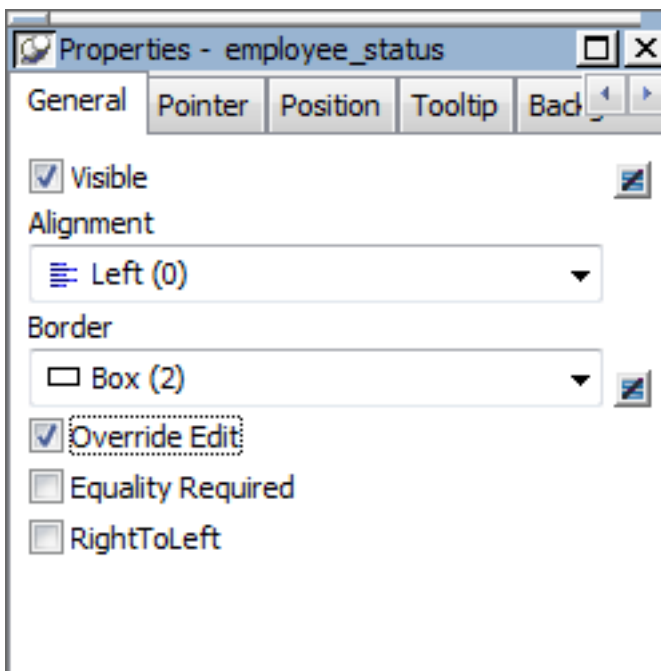 Properties - employee_status
General Pointer Position Tooltip
Visible
Alignment
Left (0)
Border
Box (2)
Override Edit
Equality Required
RightToLeft